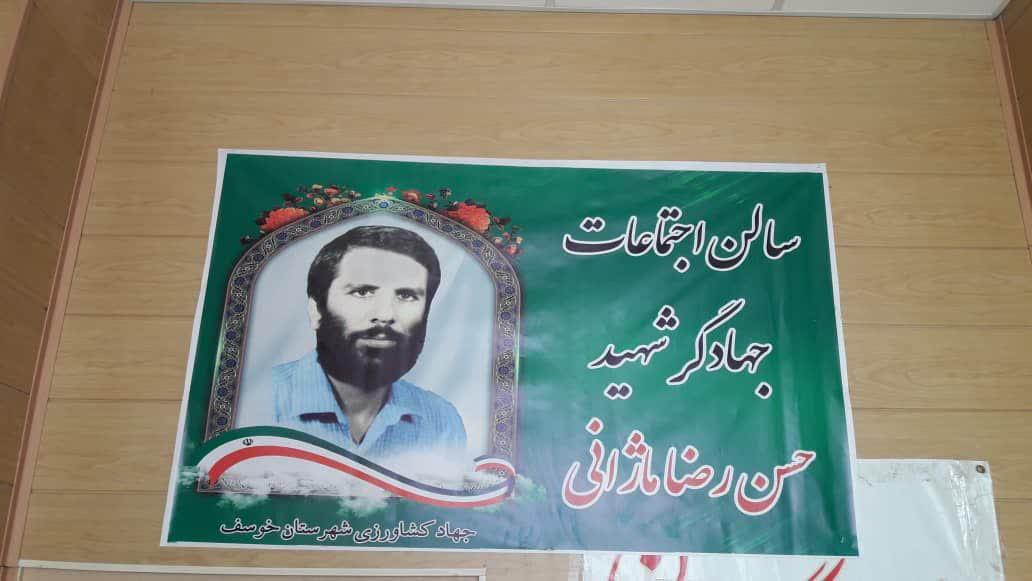 سالن اجتماعات
جهادگر شهید
حسن رضا ماژانی
جهاد کشاورزی شهرستان خوسف